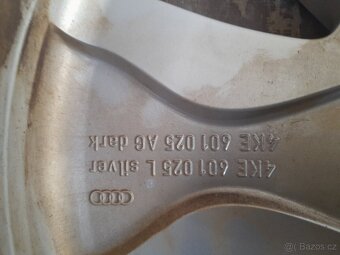 4KE 601 025 L silver
4KE 601 025 AG dark
Bazos.cz